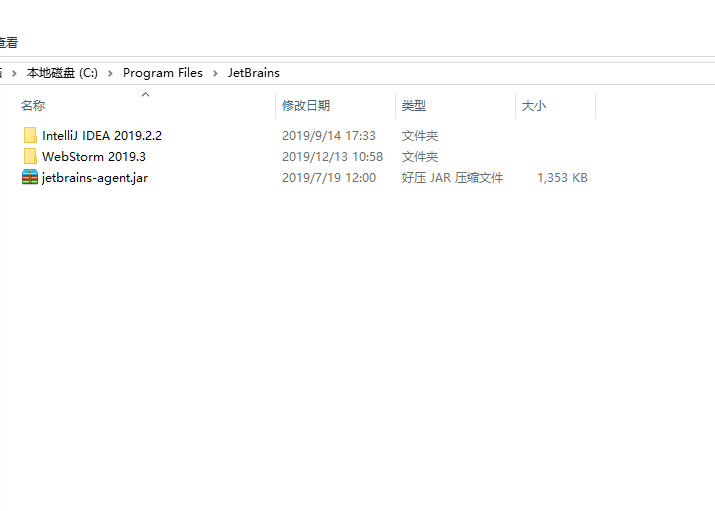 查看
本地磁盘 (C:) › Program Files › JetBrains
名称 修改日期 类型 大小
IntelliJ IDEA 2019.2.2 2019/9/14 17:33 文件夹
WebStorm 2019.3 2019/12/13 10:58 文件夹
jetbrains-agent.jar 2019/7/19 12:00 好压 JAR 压缩文件 1,353 KB